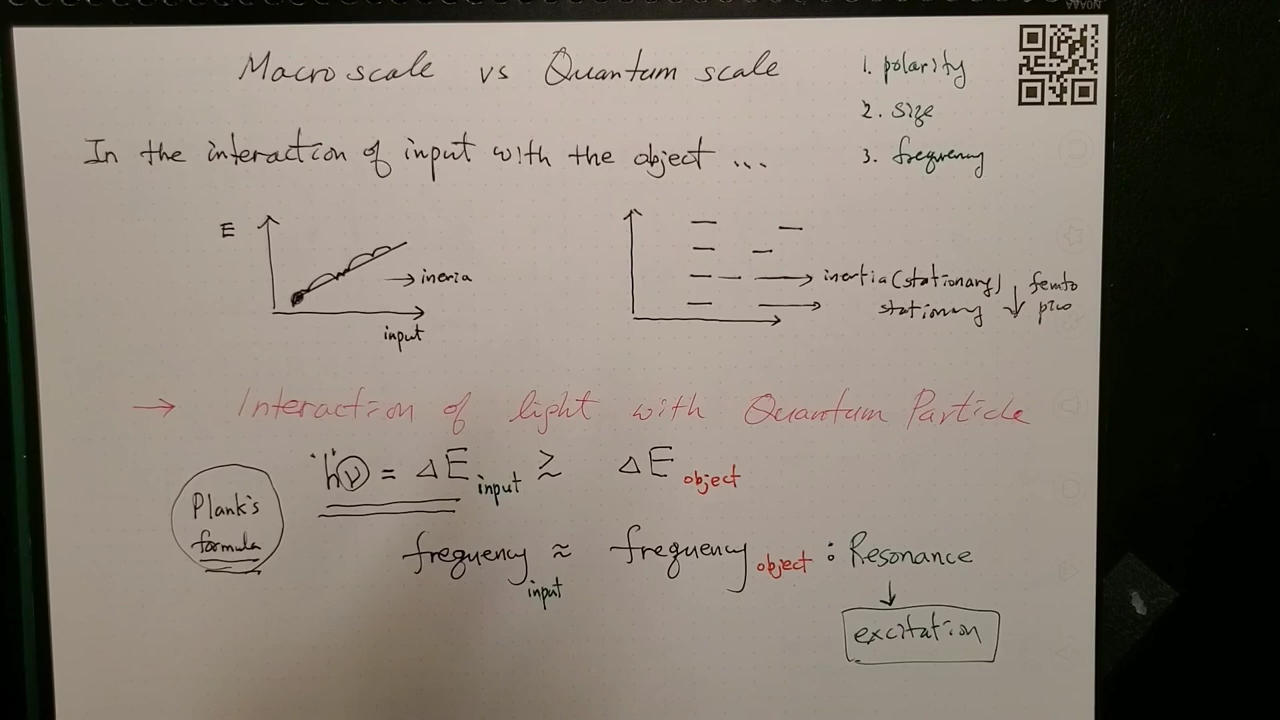 Macro scale vs Quantum scale
1. polarity
2. size
3. frequency
In the interaction of input with the object ...
E
ineria
input
inertia (stationary)
stationary
femto
pico
→ Interaction of light with Quantum Particle
Plank's
formula
hν = ΔE input ≳ ΔE object
frequency input ≈ frequency object : Resonance
excitation